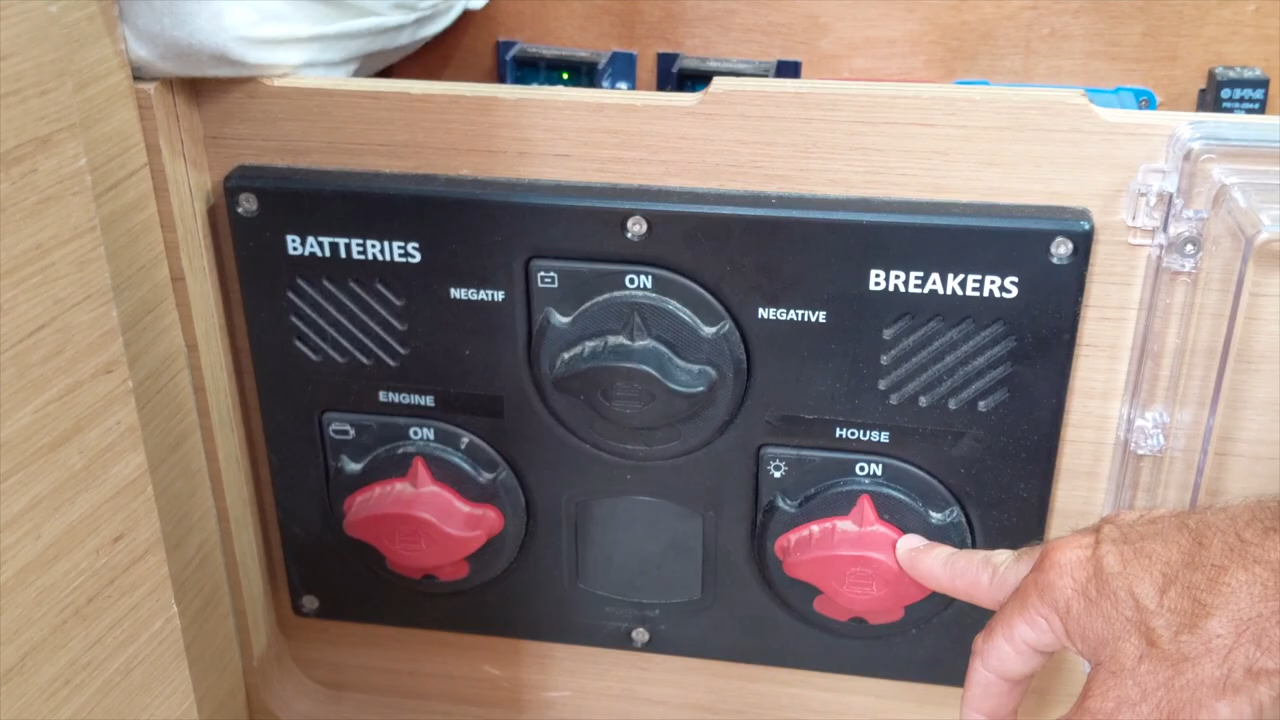 E-T-A
BATTERIES
ON
NEGATIF
NEGATIVE
BREAKERS
ENGINE
ON
HOUSE
ON